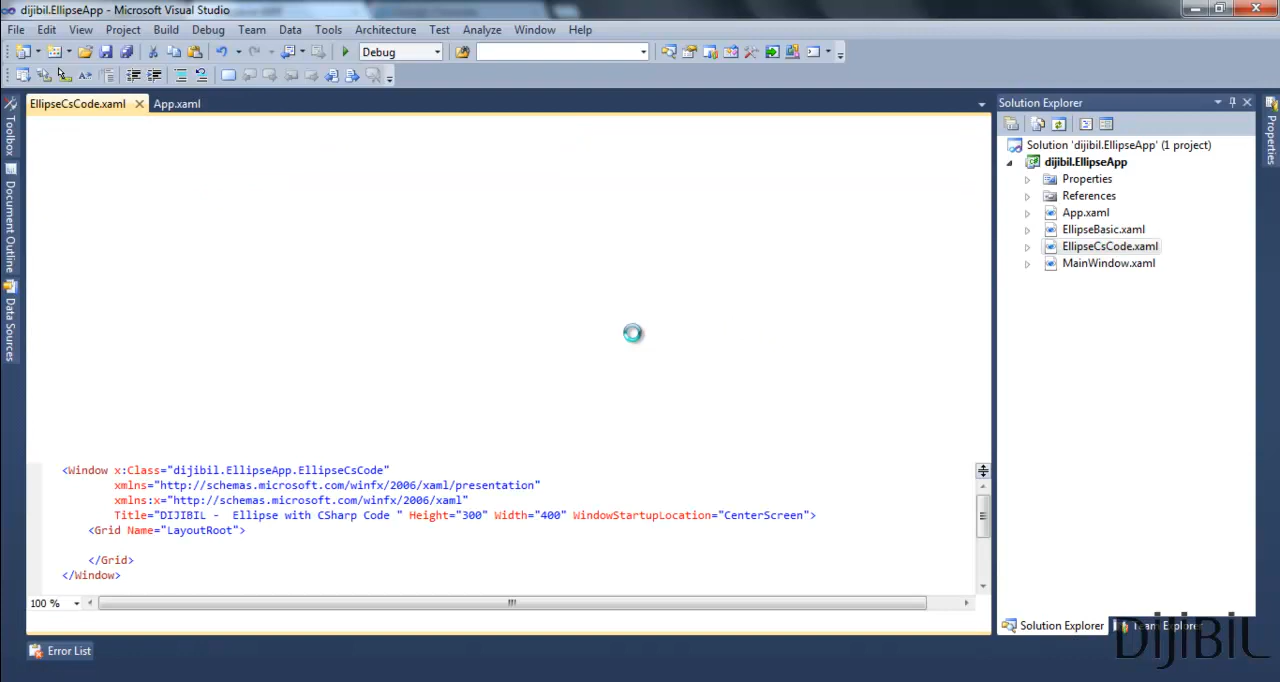 dijibil.EllipseApp - Microsoft Visual Studio
File Edit View Project Build Debug Team Data Tools Architecture Test Analyze Window Help
Debug
EllipseCsCode.xaml App.xaml
Toolbox
Document Outline
Data Sources
<Window x:Class="dijibil.EllipseApp.EllipseCsCode"
xmlns="http://schemas.microsoft.com/winfx/2006/xaml/presentation"
xmlns:x="http://schemas.microsoft.com/winfx/2006/xaml"
Title="DIJIBIL -  Ellipse with CSharp Code " Height="300" Width="400" WindowStartupLocation="CenterScreen">
<Grid Name="LayoutRoot">
</Grid>
</Window>
100 %
Error List
Solution Explorer
Solution 'dijibil.EllipseApp' (1 project)
dijibil.EllipseApp
Properties
References
App.xaml
EllipseBasic.xaml
EllipseCsCode.xaml
MainWindow.xaml
Solution Explorer Team Explorer
Properties
DIJIBIL